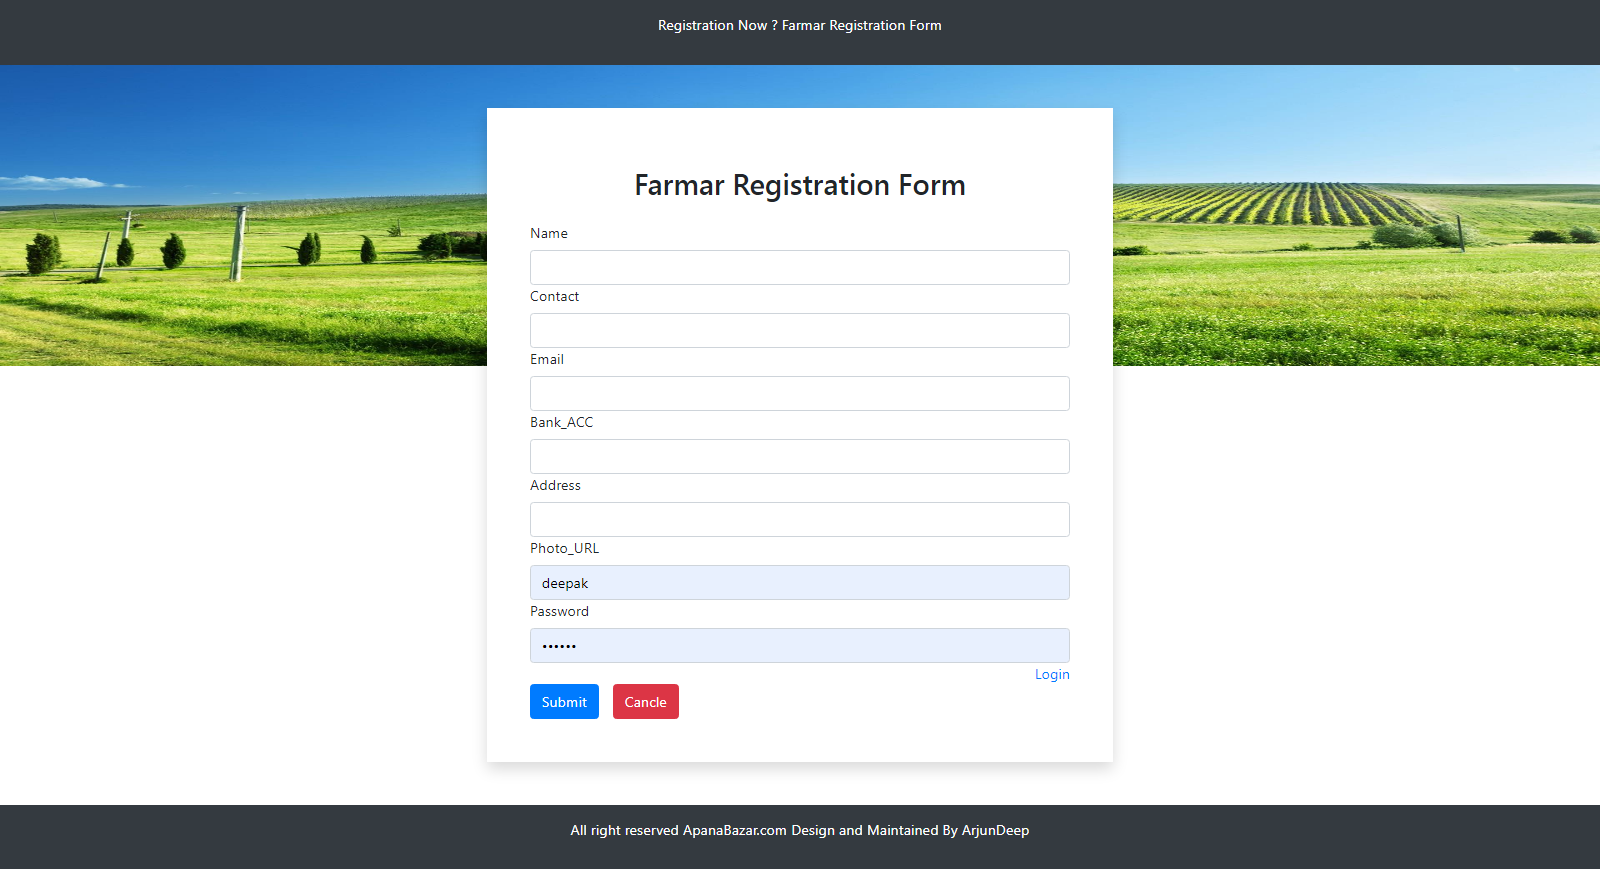 Registration Now ? Farmar Registration Form
Farmar Registration Form
Name
Contact
Email
Bank_ACC
Address
Photo_URL
deepak
Password
••••••
Login
Submit Cancle
All right reserved ApanaBazar.com Design and Maintained By ArjunDeep